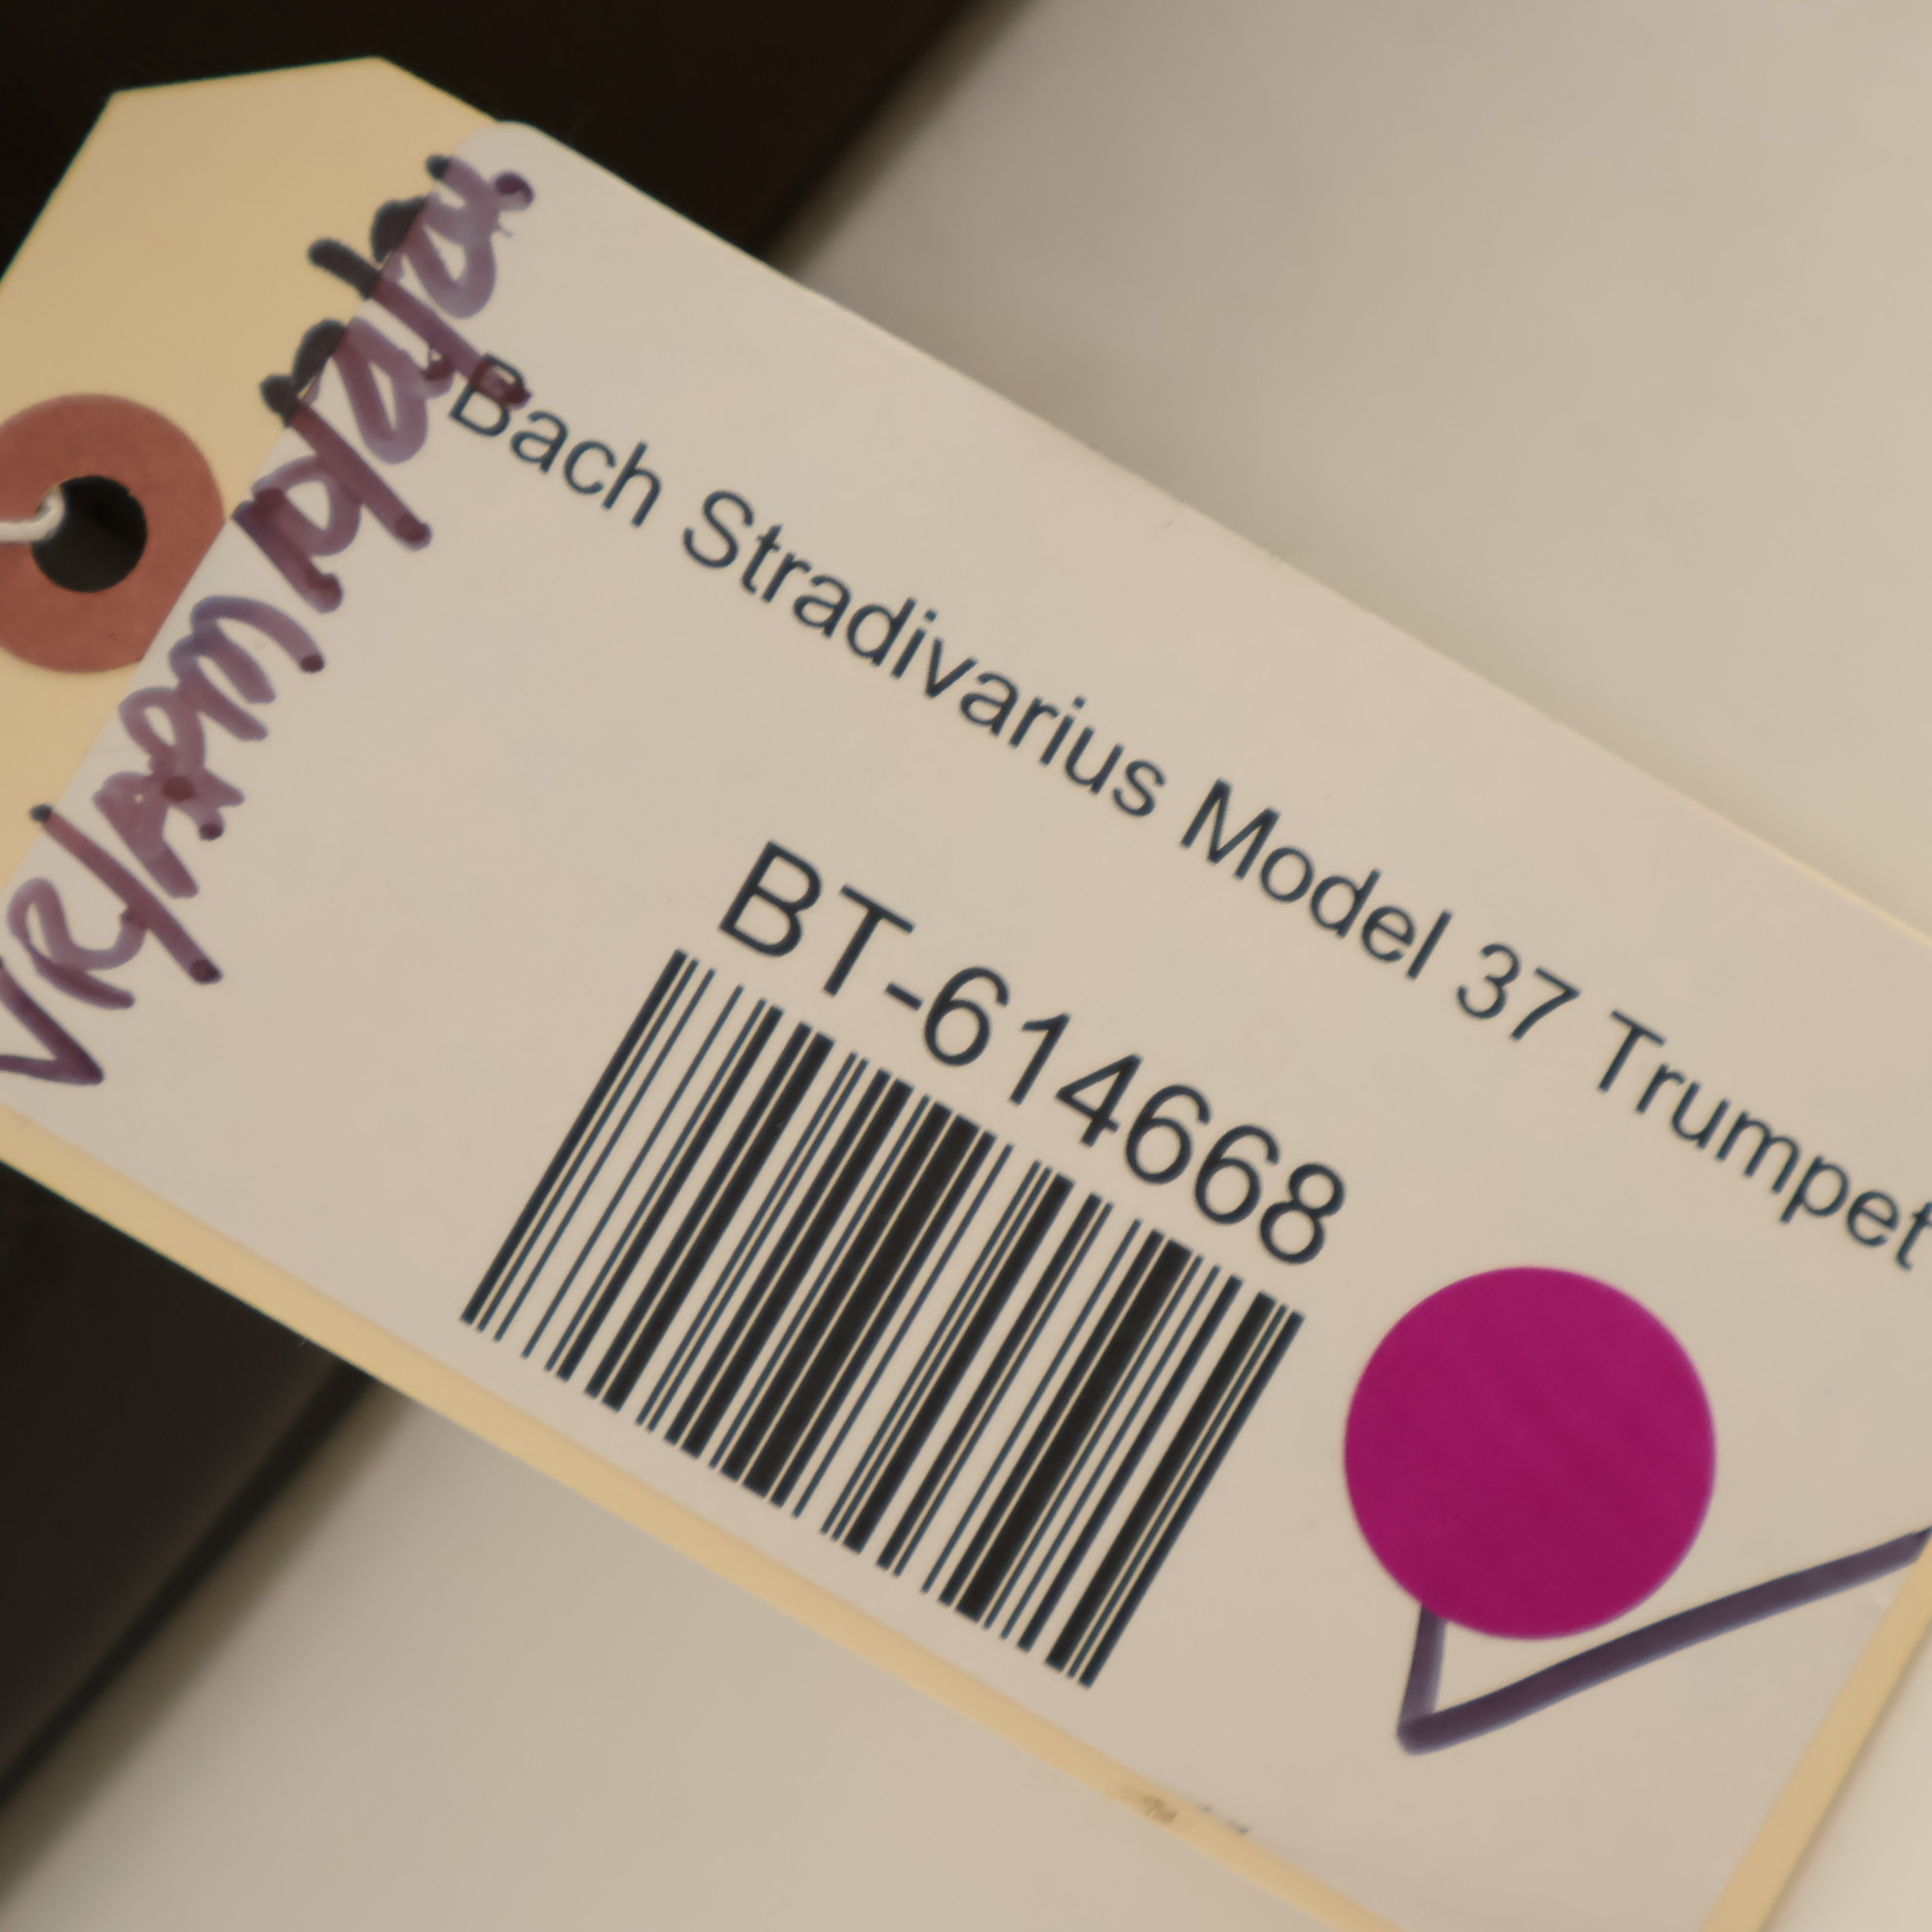 Bach Stradivarius Model 37 Trumpet
BT-614668